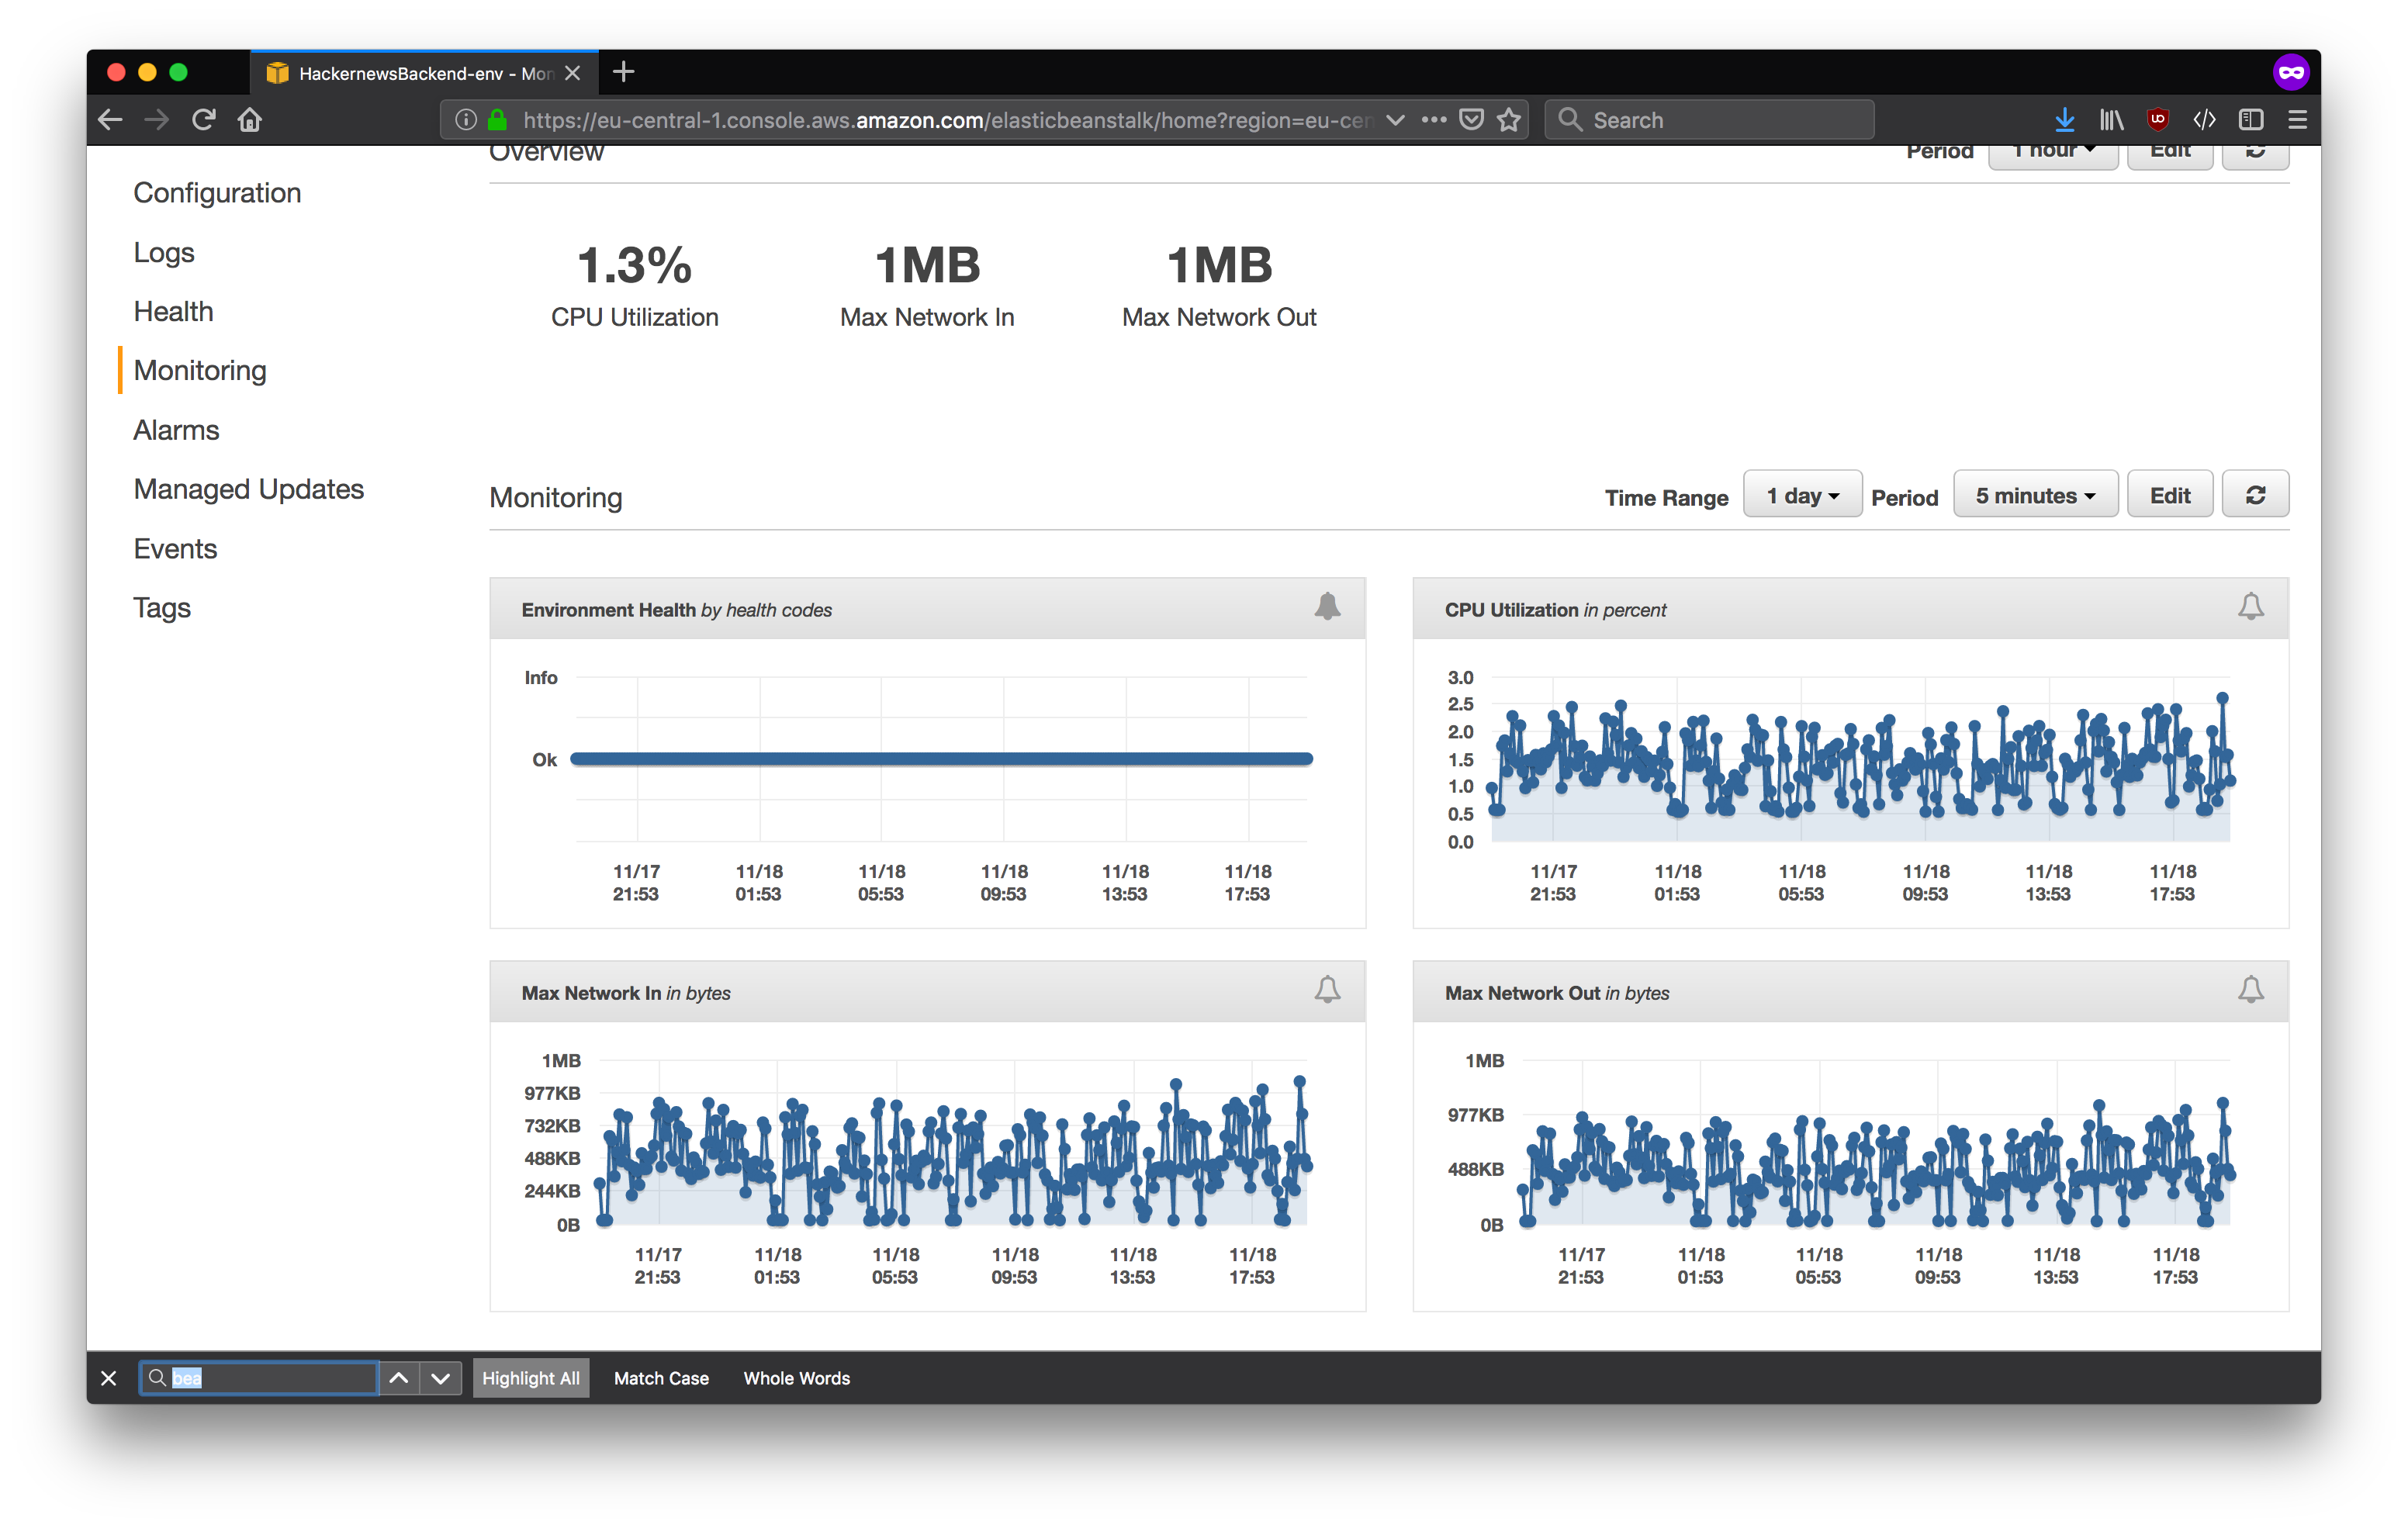 HackernewsBackend-env - Mon
https://eu-central-1.console.aws.amazon.com/elasticbeanstalk/home?region=eu-cen
Search
Overview
Period 1 hour Edit
Configuration
Logs
Health
Monitoring
Alarms
Managed Updates
Events
Tags
1.3% 1MB 1MB
CPU Utilization Max Network In Max Network Out
Monitoring
Time Range 1 day Period 5 minutes Edit
Environment Health by health codes
Info
Ok
11/17 11/18 11/18 11/18 11/18 11/18
21:53 01:53 05:53 09:53 13:53 17:53
CPU Utilization in percent
3.0
2.5
2.0
1.5
1.0
0.5
0.0
11/17 11/18 11/18 11/18 11/18 11/18
21:53 01:53 05:53 09:53 13:53 17:53
Max Network In in bytes
1MB
977KB
732KB
488KB
244KB
0B
11/17 11/18 11/18 11/18 11/18 11/18
21:53 01:53 05:53 09:53 13:53 17:53
Max Network Out in bytes
1MB
977KB
488KB
0B
11/17 11/18 11/18 11/18 11/18 11/18
21:53 01:53 05:53 09:53 13:53 17:53
bea
Highlight All Match Case Whole Words